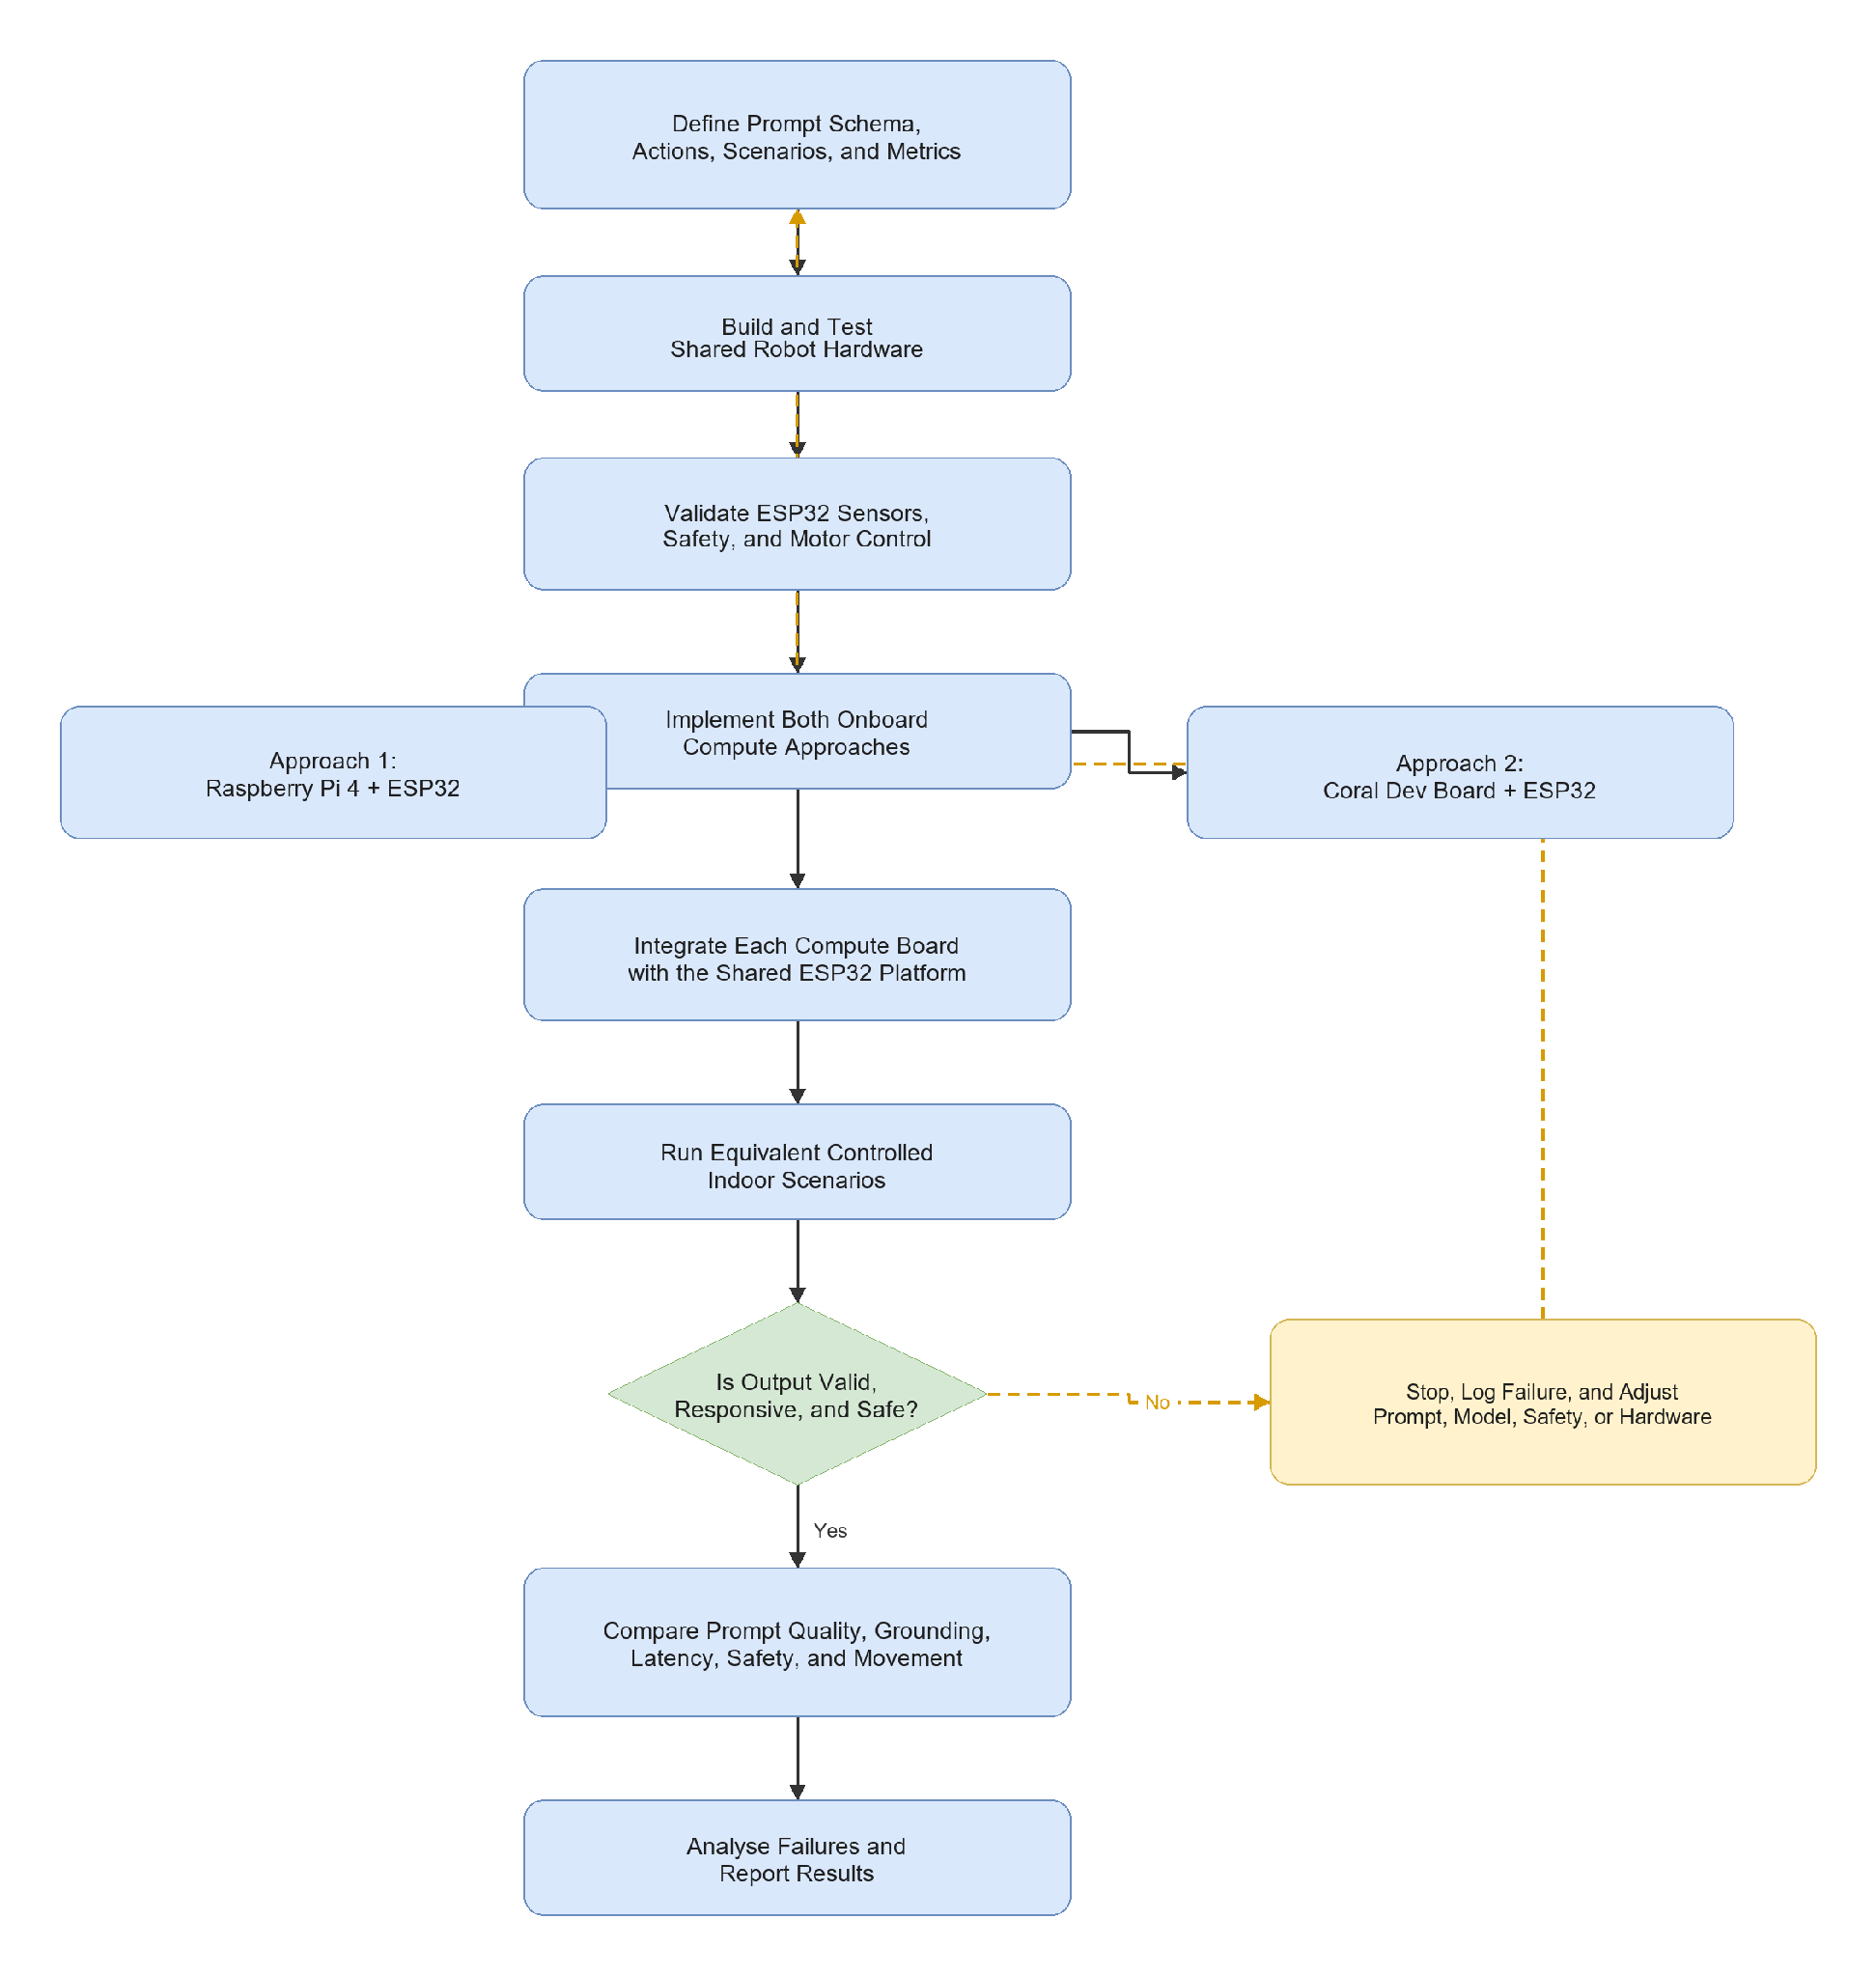 Define Prompt Schema,
Actions, Scenarios, and Metrics
Build and Test
Shared Robot Hardware
Validate ESP32 Sensors,
Safety, and Motor Control
Implement Both Onboard
Compute Approaches
Approach 1:
Raspberry Pi 4 + ESP32
Approach 2:
Coral Dev Board + ESP32
Integrate Each Compute Board
with the Shared ESP32 Platform
Run Equivalent Controlled
Indoor Scenarios
Is Output Valid,
Responsive, and Safe?
No
Stop, Log Failure, and Adjust
Prompt, Model, Safety, or Hardware
Yes
Compare Prompt Quality, Grounding,
Latency, Safety, and Movement
Analyse Failures and
Report Results